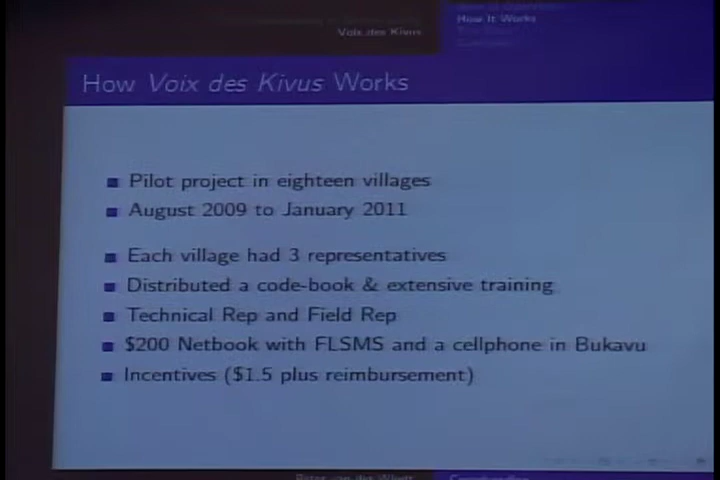 Voix des Kivus
How It Works
How Voix des Kivus Works
Pilot project in eighteen villages
August 2009 to January 2011
Each village had 3 representatives
Distributed a code-book & extensive training
Technical Rep and Field Rep
$200 Netbook with FLSMS and a cellphone in Bukavu
Incentives ($1.5 plus reimbursement)